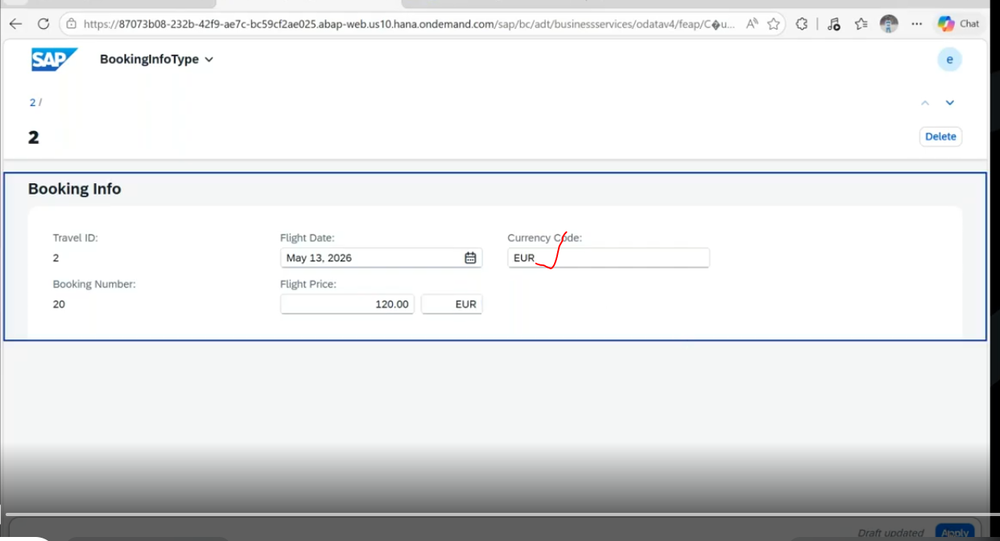 https://87073b08-232b-42f9-ae7c-bc59cf2ae025.abap-web.us10.hana.ondemand.com/sap/bc/adt/businessservices/odatav4/feap/C�u... A Chat
SAP BookingInfoType e
2 /
2 Delete
Booking Info
Travel ID: Flight Date: Currency Code:
2 May 13, 2026 EUR
Booking Number: Flight Price:
20 120.00 EUR
Draft updated Apply